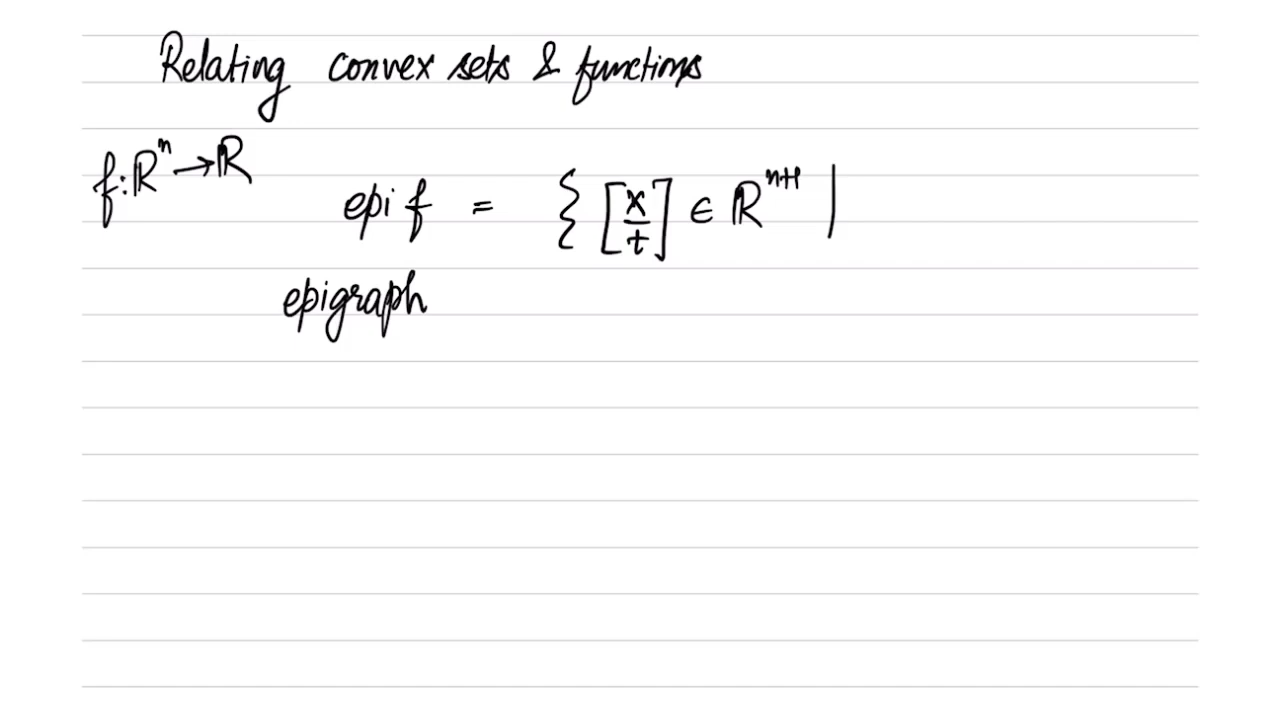 Relating convex sets & functions
f: ℝⁿ → ℝ
epi f = { [x/t] ∈ ℝⁿ⁺¹ |
epigraph